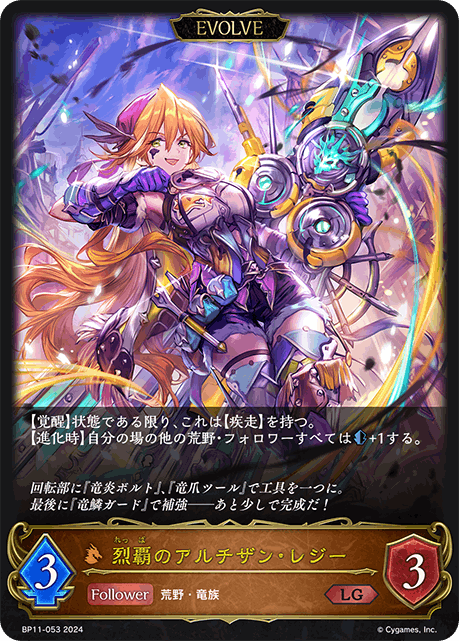 EVOLVE
【覚醒】状態である限り、これは【疾走】を持つ。
【進化時】自分の場の他の荒野・フォロワーすべては+1する。
回転部に『竜炎ボルト』、『竜爪ツール』で工具を一つに。
最後に『竜鱗ガード』で補強――あと少しで完成だ!
れっぱ
烈覇のアルチザン・レジー
3
3
Follower 荒野・竜族 LG
BP11-053 2024 © Cygames, Inc.